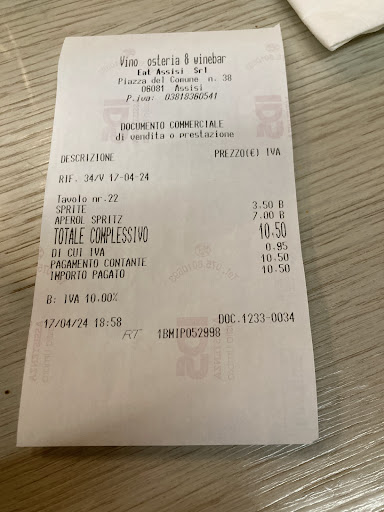 Vino osteria & winebar
Eat Assisi Srl
Piazza del Comune n. 38
06081 Assisi
P.iva: 03818360541
DOCUMENTO COMMERCIALE
di vendita o prestazione
DESCRIZIONE PREZZO(€) IVA
RIF. 34/V 17-04-24
Tavolo nr.22
SPRITE 3.50 B
APEROL SPRITZ 7.00 B
TOTALE COMPLESSIVO 10,50
DI CUI IVA 0.95
PAGAMENTO CONTANTE 10.50
IMPORTO PAGATO 10.50
B: IVA 10.00%
17/04/24 18:58 DOC.1233-0034
RT 1BMIP052998